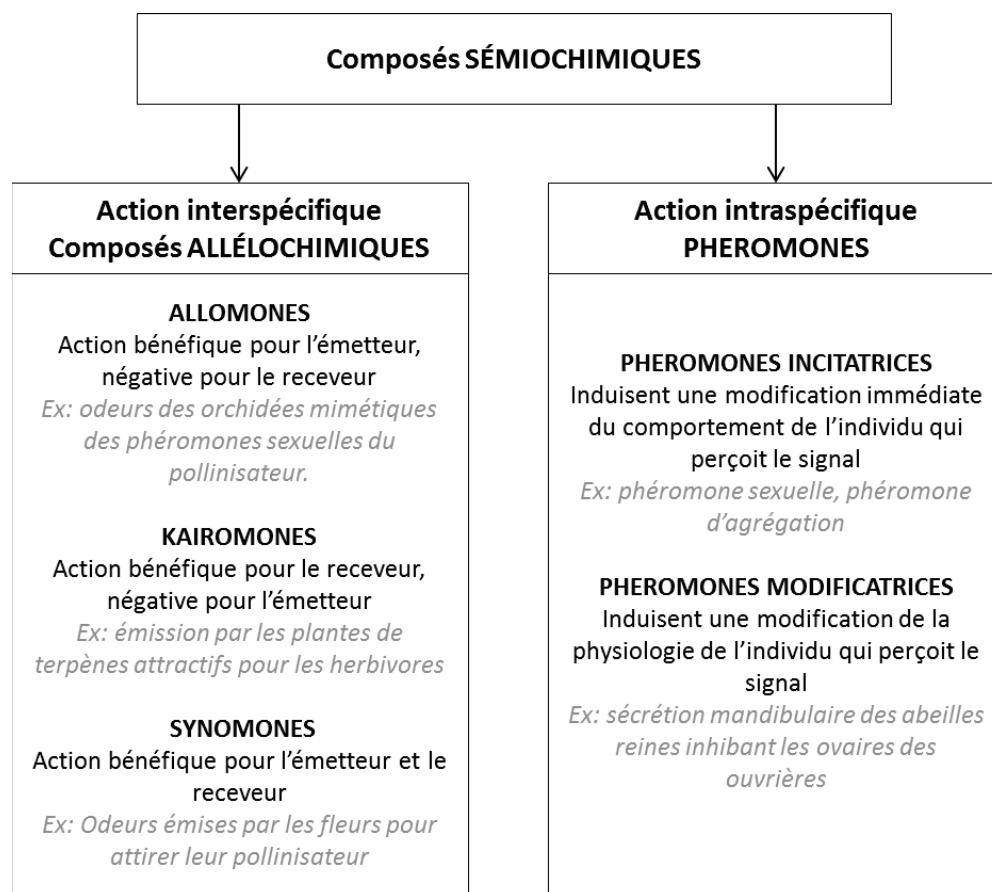 Composés SÉMIOCHIMIQUES
Action interspécifique
Composés ALLÉLOCHIMIQUES
ALLOMONES
Action bénéfique pour l'émetteur,
négative pour le receveur
Ex: odeurs des orchidées mimétiques
des phéromones sexuelles du
pollinisateur.
KAIROMONES
Action bénéfique pour le receveur,
négative pour l'émetteur
Ex: émission par les plantes de
terpènes attractifs pour les herbivores
SYNOMONES
Action bénéfique pour l'émetteur et le
receveur
Ex: Odeurs émises par les fleurs pour
attirer leur pollinisateur
Action intraspécifique
PHEROMONES
PHEROMONES INCITATRICES
Induisent une modification immédiate
du comportement de l'individu qui
perçoit le signal
Ex: phéromone sexuelle, phéromone
d'agrégation
PHEROMONES MODIFICATRICES
Induisent une modification de la
physiologie de l'individu qui perçoit le
signal
Ex: sécrétion mandibulaire des abeilles
reines inhibant les ovaires des
ouvrières